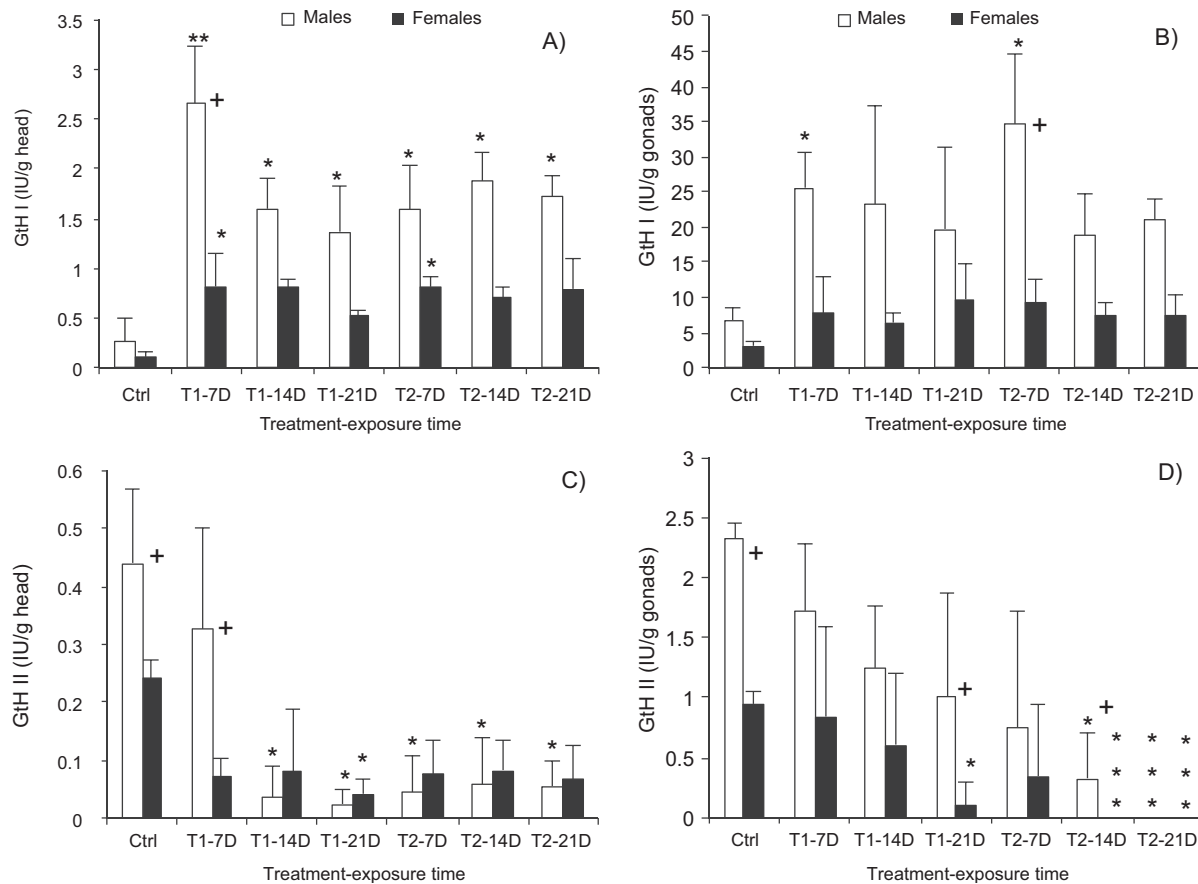 Males Females
A)
GtH I (IU/g head)
3.5
3
2.5
2
1.5
1
0.5
0
** + * * * * * * *
Ctrl T1-7D T1-14D T1-21D T2-7D T2-14D T2-21D
Treatment-exposure time
Males Females
B)
GtH I (IU/g gonads)
50
45
40
35
30
25
20
15
10
5
0
* * +
Ctrl T1-7D T1-14D T1-21D T2-7D T2-14D T2-21D
Treatment-exposure time
C)
GtH II (IU/g head)
0.6
0.5
0.4
0.3
0.2
0.1
0
+ + * * * * * *
Ctrl T1-7D T1-14D T1-21D T2-7D T2-14D T2-21D
Treatment-exposure time
D)
GtH II (IU/g gonads)
3
2.5
2
1.5
1
0.5
0
+ + * * +
* * *
* * *
* * *
Ctrl T1-7D T1-14D T1-21D T2-7D T2-14D T2-21D
Treatment-exposure time